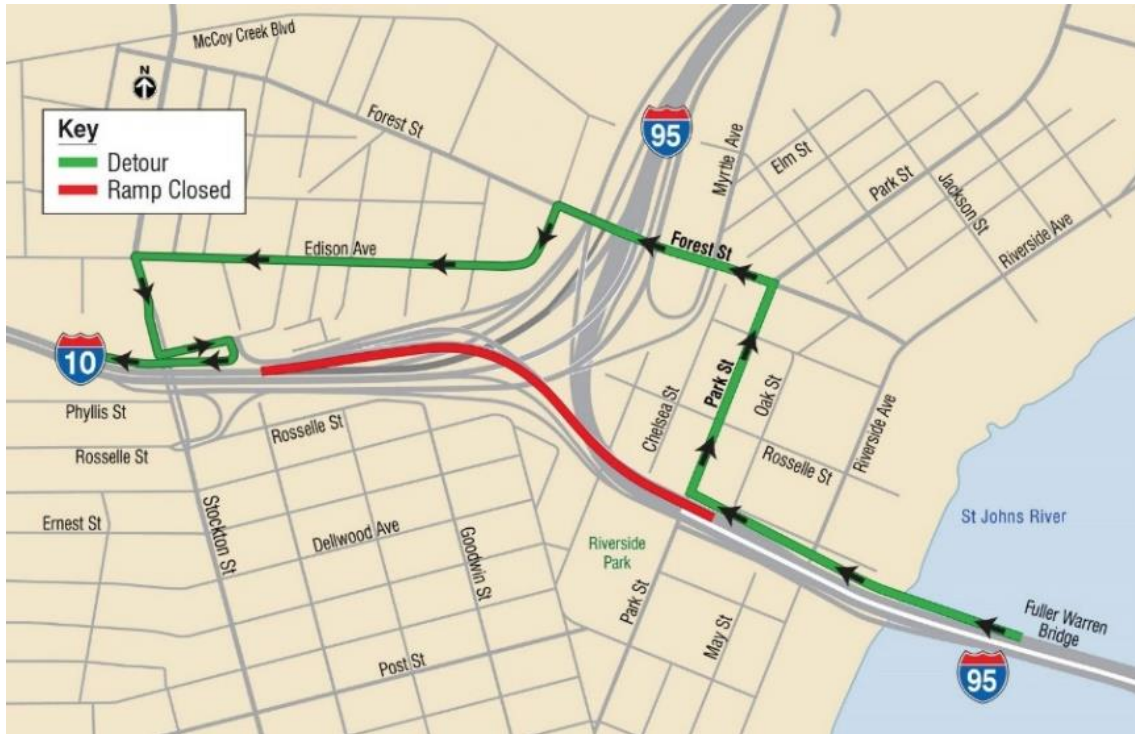 McCoy Creek Blvd
N
Forest St
95
Key
Detour
Ramp Closed
Elm St
Myrtle Ave
Park St
Jackson St
Riverside Ave
Edison Ave
Forest St
10
Park St
Oak St
Chelsea St
Riverside Ave
Phyllis St
Rosselle St
Rosselle St
Rosselle St
Ernest St
Stockton St
Dellwood Ave
Goodwin St
Riverside
Park
St Johns River
Park St
May St
Post St
Fuller Warren
Bridge
95